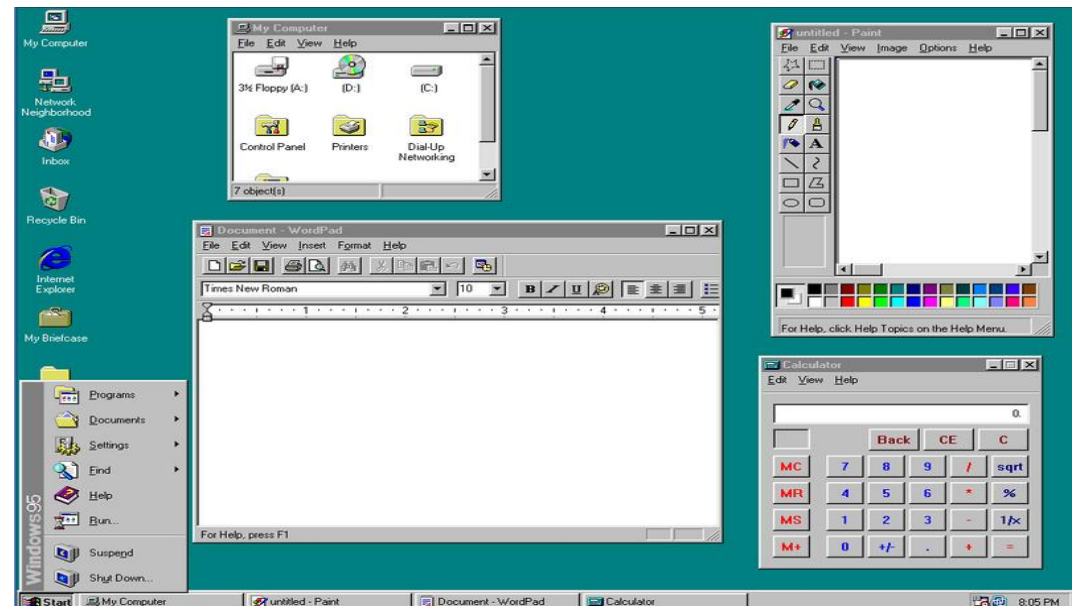 My Computer
Network
Neighborhood
Inbox
Recycle Bin
Internet
Explorer
My Briefcase
My Computer
File Edit View Help
3½ Floppy (A:) (D:) (C:)
Control Panel Printers Dial-Up
Networking
7 object(s)
Document - WordPad
File Edit View Insert Format Help
Times New Roman 10 B / U
1 2 3 4 5
For Help, press F1
untitled - Paint
File Edit View Image Options Help
A
For Help, click Help Topics on the Help Menu.
Calculator
Edit View Help
0.
Back CE C
MC 7 8 9 / sqrt
MR 4 5 6 * %
MS 1 2 3 - 1/x
M+ 0 +/- . + =
Windows95
Programs
Documents
Settings
Find
Help
Run...
Suspend
Shut Down...
Start My Computer untitled - Paint Document - WordPad Calculator 8:05 PM